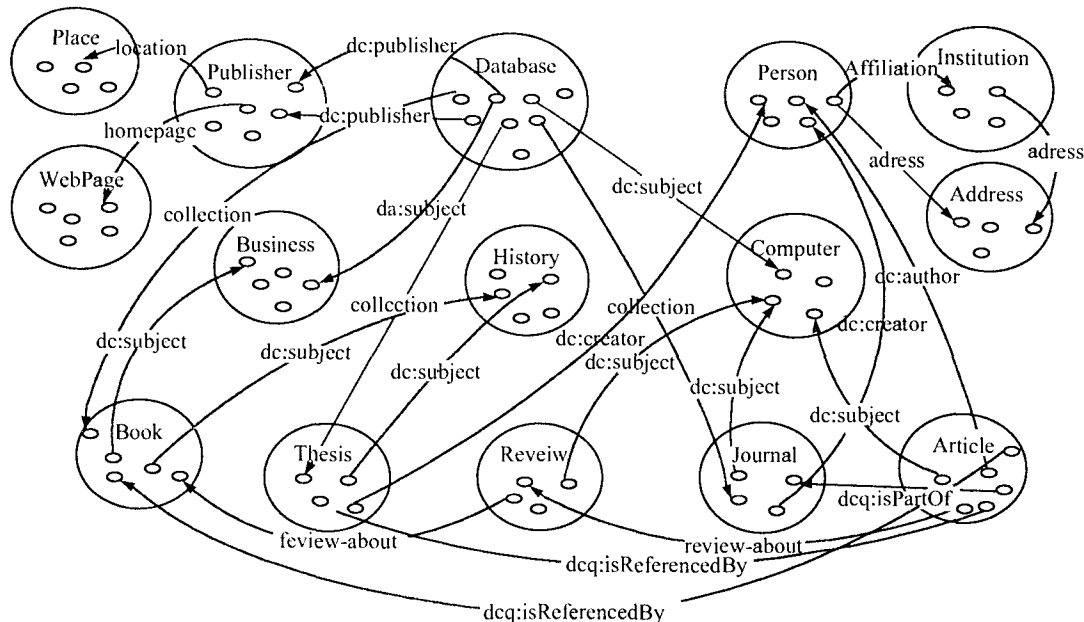 Place
location
Publisher
dc:publisher
Database
Person
Affiliation
Institution
homepage
dc:publisher
WebPage
adress
adress
Address
dc:subject
collection
da:subject
Business
History
Computer
dc:author
collcction
collection
dc:creator
dc:creator
dc:subject
dc:subject
dc:subject
dc:subject
dc:subject
dc:subject
Book
Thesis
Reveiw
Journal
Article
dcq:isPartOf
feview-about
review-about
dcq:isReferencedBy
dcq:isReferencedBy